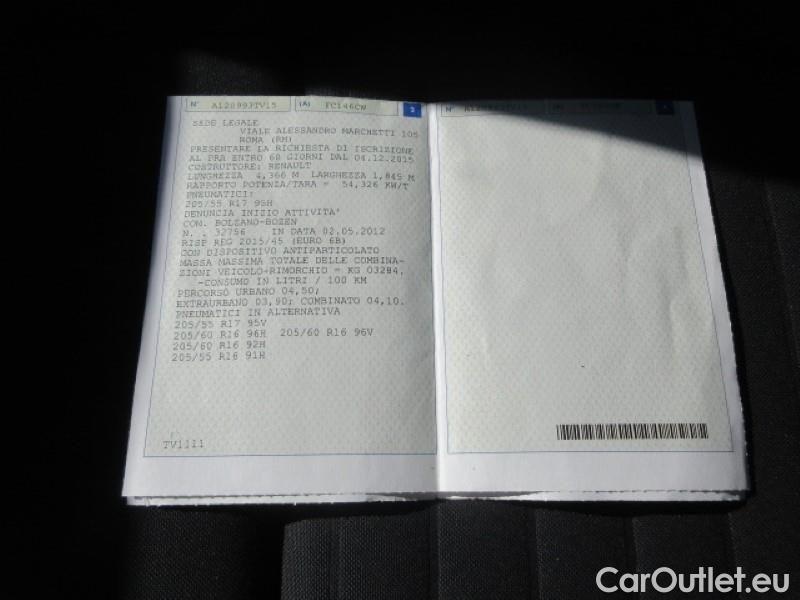 N° A12899JTV15 (A) FC146CW 2
SEDE LEGALE
VIALE ALESSANDRO MARCHETTI 105
ROMA (RM)
PRESENTARE LA RICHIESTA DI ISCRIZIONE
AL PRA ENTRO 60 GIORNI DAL 04.12.2015
COSTRUTTORE: RENAULT
LUNGHEZZA 4,366 M LARGHEZZA 1,845 M
RAPPORTO POTENZA/TARA = 54,326 KW/T
PNEUMATICI:
205/55 R17 95H
DENUNCIA INIZIO ATTIVITA'
COM. BOLZANO-BOZEN
N. . 32756 IN DATA 02.05.2012
RISP REG 2015/45 (EURO 6B)
CON DISPOSITIVO ANTIPARTICOLATO
MASSA MASSIMA TOTALE DELLE COMBINA-
ZIONI VEICOLO+RIMORCHIO = KG 03284,
-CONSUMO IN LITRI / 100 KM
PERCORSO URBANO 04,50;
EXTRAURBANO 03,90; COMBINATO 04,10.
PNEUMATICI IN ALTERNATIVA
205/55 R17 95V
205/60 R16 96H 205/60 R16 96V
205/60 R16 92H
205/55 R16 91H
TV1111
N°
CarOutlet.eu